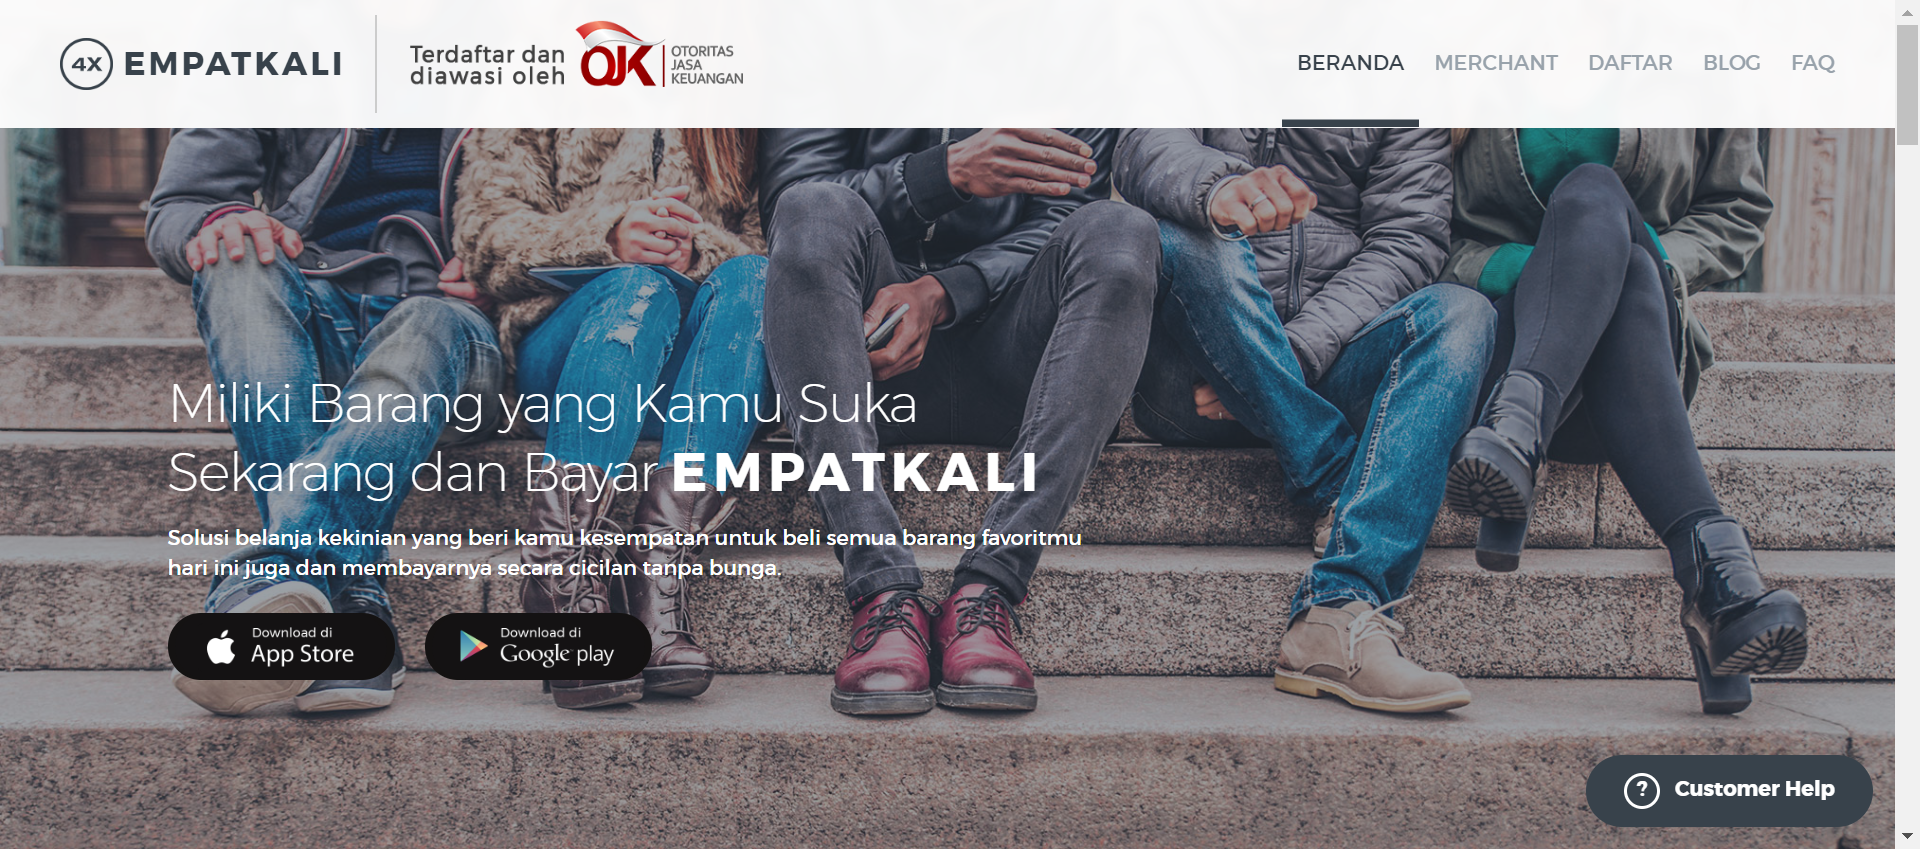 4X EMPATKALI
Terdaftar dan
diawasi oleh
OJK
OTORITAS
JASA
KEUANGAN
BERANDA MERCHANT DAFTAR BLOG FAQ
Miliki Barang yang Kamu Suka
Sekarang dan Bayar EMPATKALI
Solusi belanja kekinian yang beri kamu kesempatan untuk beli semua barang favoritmu
hari ini juga dan membayarnya secara cicilan tanpa bunga.
Download di
App Store
Download di
Google play
? Customer Help